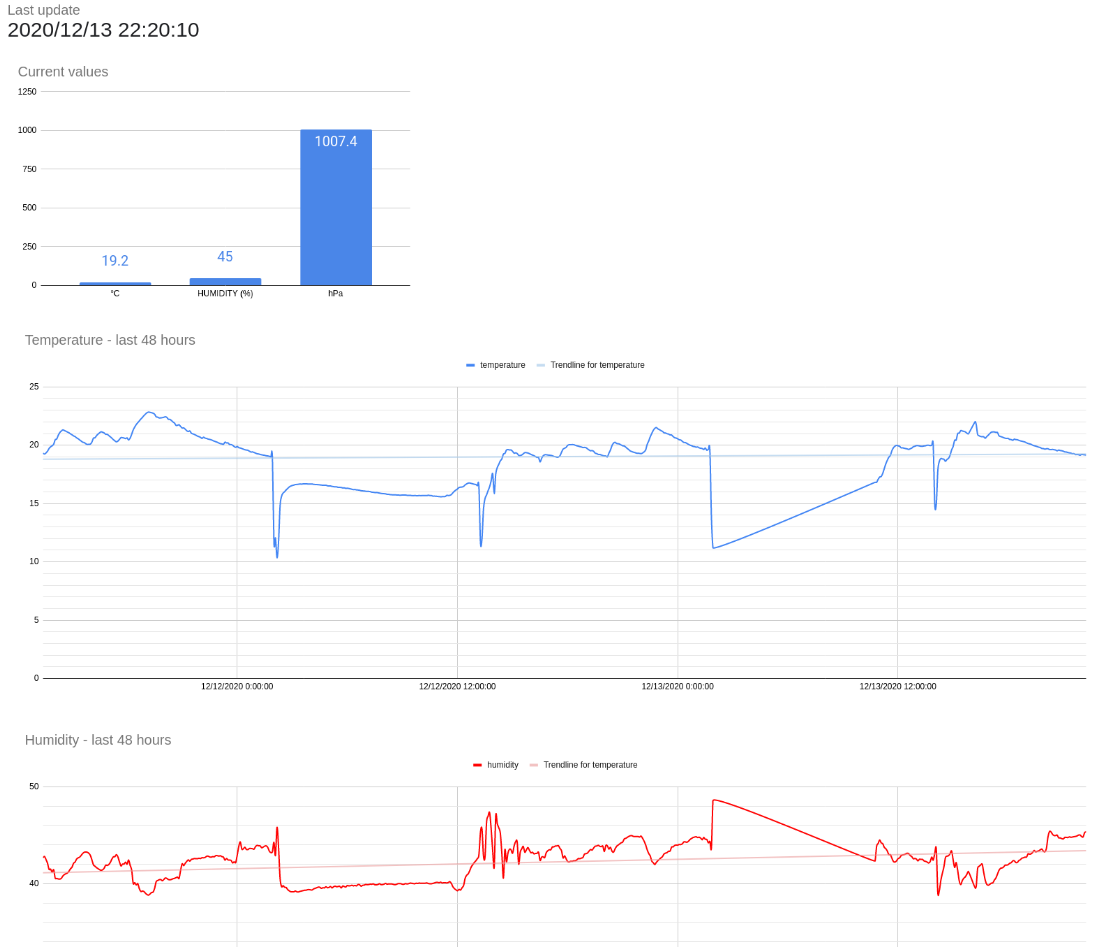 Last update
2020/12/13 22:20:10
Current values
1250
1000
750
500
250
0
1007.4
19.2
45
°C HUMIDITY (%) hPa
Temperature - last 48 hours
temperature Trendline for temperature
25
20
15
10
5
0
12/12/2020 0:00:00 12/12/2020 12:00:00 12/13/2020 0:00:00 12/13/2020 12:00:00
Humidity - last 48 hours
humidity Trendline for temperature
50
40